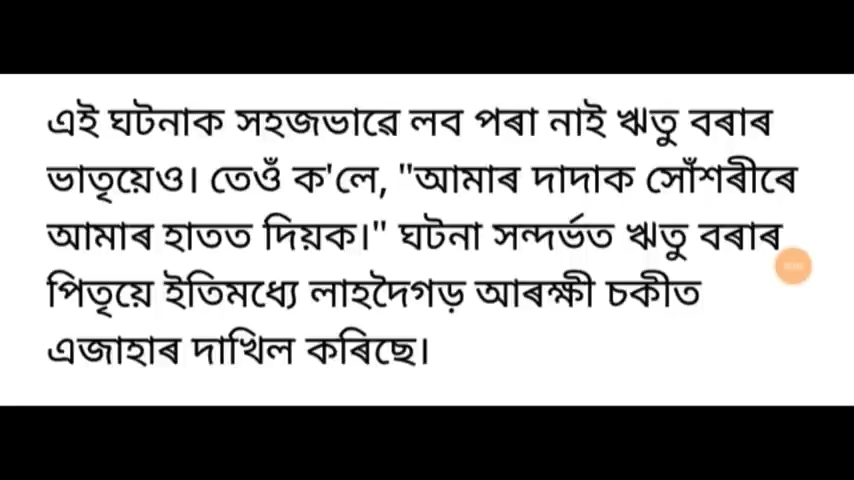 এই ঘটনাক সহজভাৱে লব পৰা নাই ঋতু বৰাৰ
ভাতৃয়েও। তেওঁ ক'লে, "আমাৰ দাদাক সোঁশৰীৰে
আমাৰ হাতত দিয়ক।" ঘটনা সন্দৰ্ভত ঋতু বৰাৰ
পিতৃয়ে ইতিমধ্যে লাহদৈগড় আৰক্ষী চকীত
এজাহাৰ দাখিল কৰিছে।